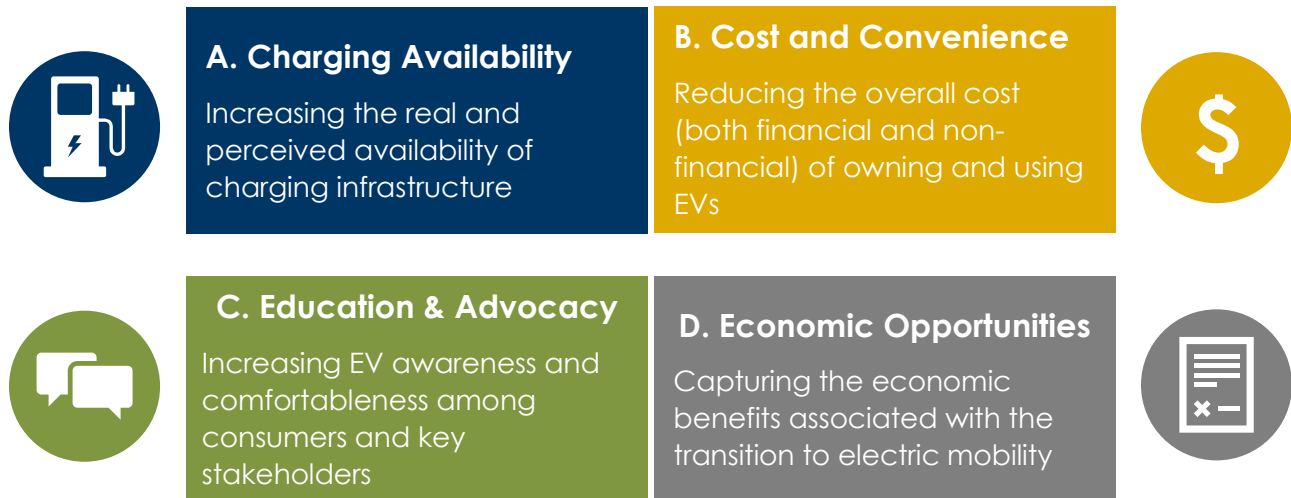 A. Charging Availability
Increasing the real and
perceived availability of
charging infrastructure
B. Cost and Convenience
Reducing the overall cost
(both financial and non-
financial) of owning and using
EVs
$
C. Education & Advocacy
Increasing EV awareness and
comfortableness among
consumers and key
stakeholders
D. Economic Opportunities
Capturing the economic
benefits associated with the
transition to electric mobility